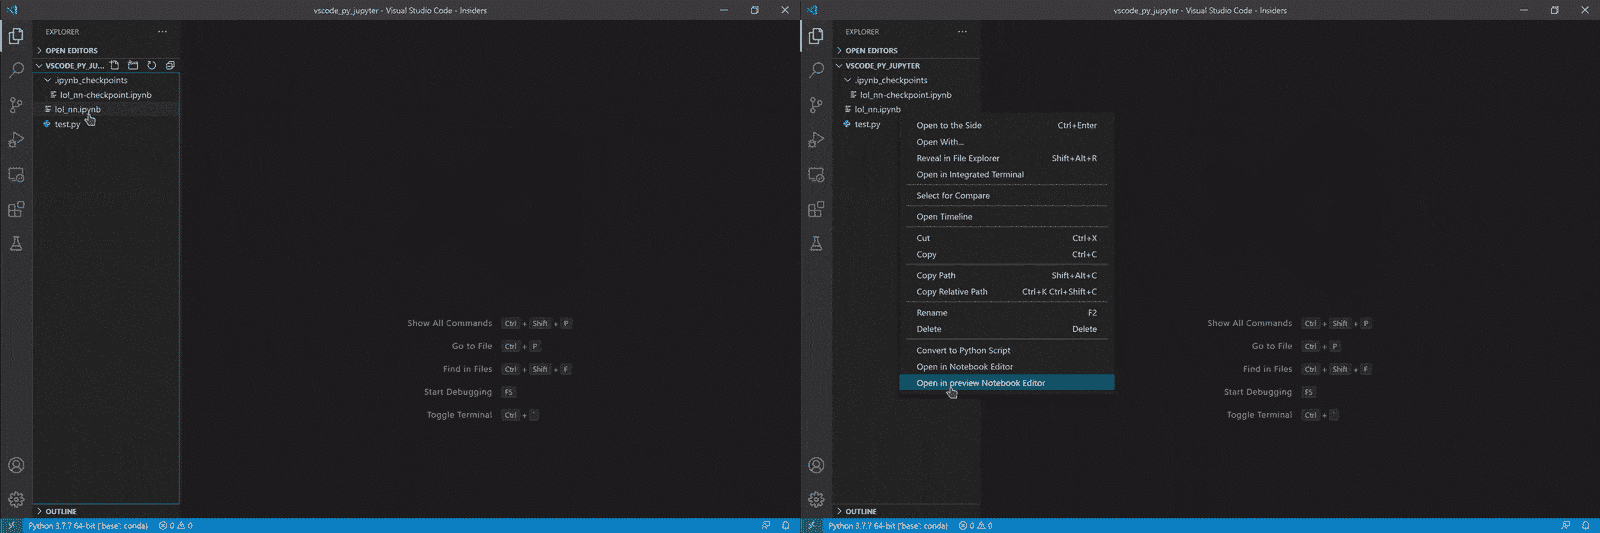 vscode_py_jupyter - Visual Studio Code - Insiders
EXPLORER
OPEN EDITORS
VSCODE_PY_JU...
.ipynb_checkpoints
lol_nn-checkpoint.ipynb
lol_nn.ipynb
test.py
Show All Commands Ctrl + Shift + P
Go to File Ctrl + P
Find in Files Ctrl + Shift + F
Start Debugging F5
Toggle Terminal Ctrl + `
OUTLINE
Python 3.7.7 64-bit ('base': conda) 0 0
vscode_py_jupyter - Visual Studio Code - Insiders
EXPLORER
OPEN EDITORS
VSCODE_PY_JUPYTER
.ipynb_checkpoints
lol_nn-checkpoint.ipynb
lol_nn.ipynb
test.py
Open to the Side Ctrl+Enter
Open With...
Reveal in File Explorer Shift+Alt+R
Open in Integrated Terminal
Select for Compare
Open Timeline
Cut Ctrl+X
Copy Ctrl+C
Copy Path Shift+Alt+C
Copy Relative Path Ctrl+K Ctrl+Shift+C
Rename F2
Delete Delete
Convert to Python Script
Open in Notebook Editor
Open in preview Notebook Editor
Show All Commands Ctrl + Shift + P
Go to File Ctrl + P
Find in Files Ctrl + Shift + F
Start Debugging F5
Toggle Terminal Ctrl + `
OUTLINE
Python 3.7.7 64-bit ('base': conda) 0 0